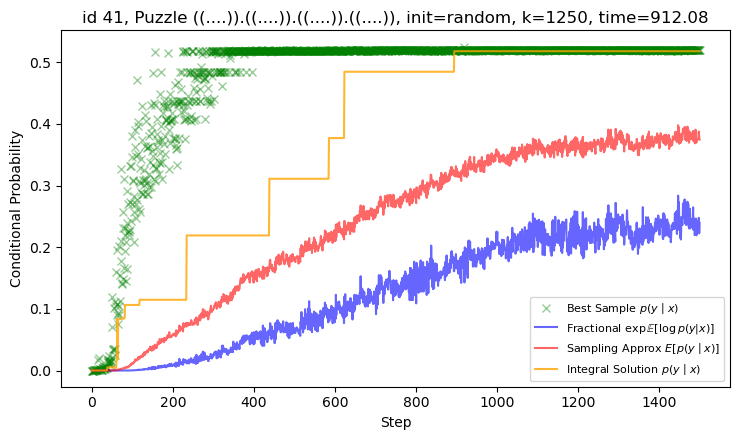 id 41, Puzzle ((....)).((....)).((....)).((....)), init=random, k=1250, time=912.08
Conditional Probability
0.5
0.4
0.3
0.2
0.1
0.0
Best Sample p(y | x)
Fractional exp𝔼[log p(y|x)]
Sampling Approx E[p(y | x)]
Integral Solution p(y | x)
0
200
400
600
800
1000
1200
1400
Step